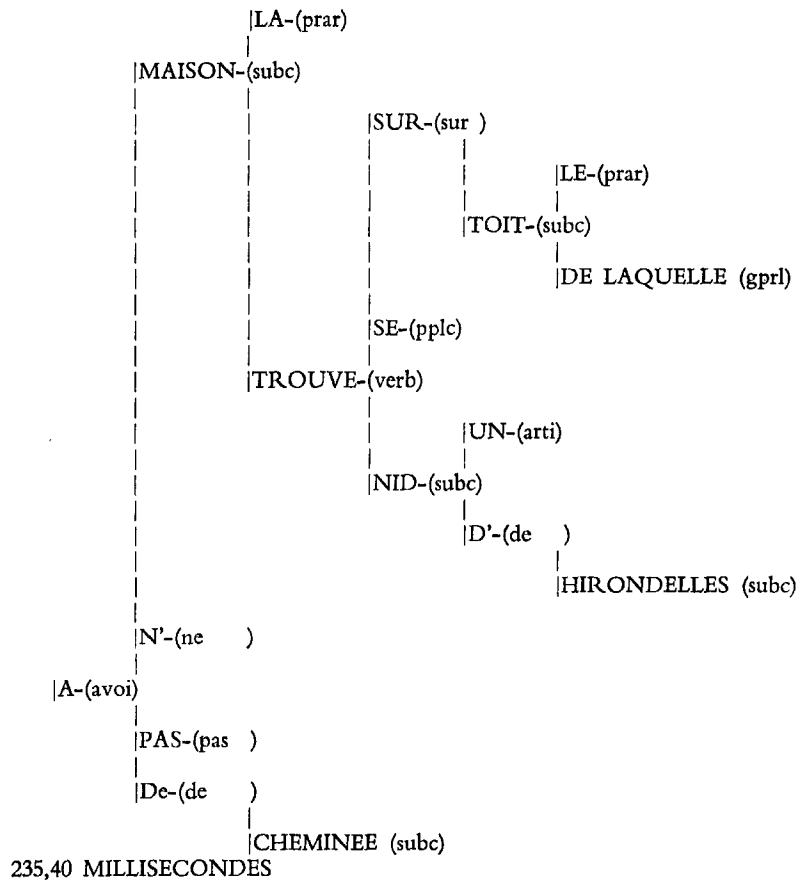 |LA-(prar)
|MAISON-(subc)
|SUR-(sur )
|LE-(prar)
|TOIT-(subc)
|DE LAQUELLE (gprl)
|SE-(pplc)
|TROUVE-(verb)
|UN-(arti)
|NID-(subc)
|D'-(de )
|HIRONDELLES (subc)
|N'-(ne )
|A-(avoi)
|PAS-(pas )
|De-(de )
|CHEMINEE (subc)
235,40 MILLISECONDES